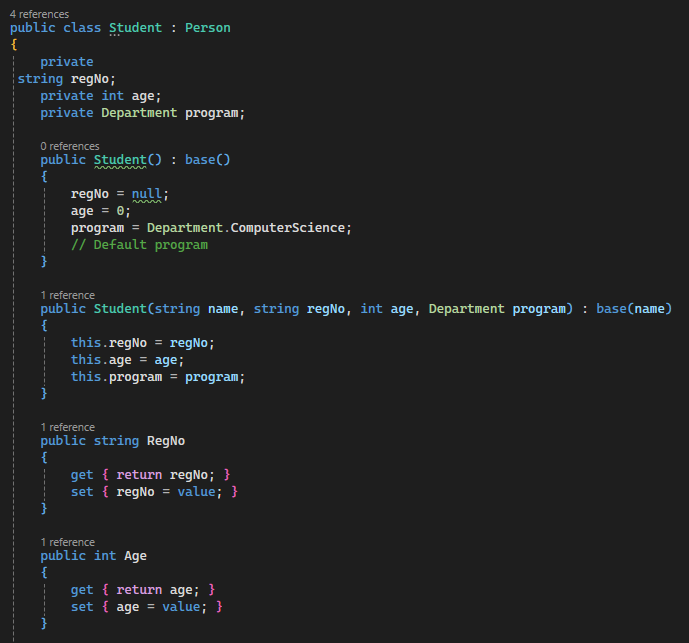 4 references
public class Student : Person
{
private
string regNo;
private int age;
private Department program;
0 references
public Student() : base()
{
regNo = null;
age = 0;
program = Department.ComputerScience;
// Default program
}
1 reference
public Student(string name, string regNo, int age, Department program) : base(name)
{
this.regNo = regNo;
this.age = age;
this.program = program;
}
1 reference
public string RegNo
{
get { return regNo; }
set { regNo = value; }
}
1 reference
public int Age
{
get { return age; }
set { age = value; }
}